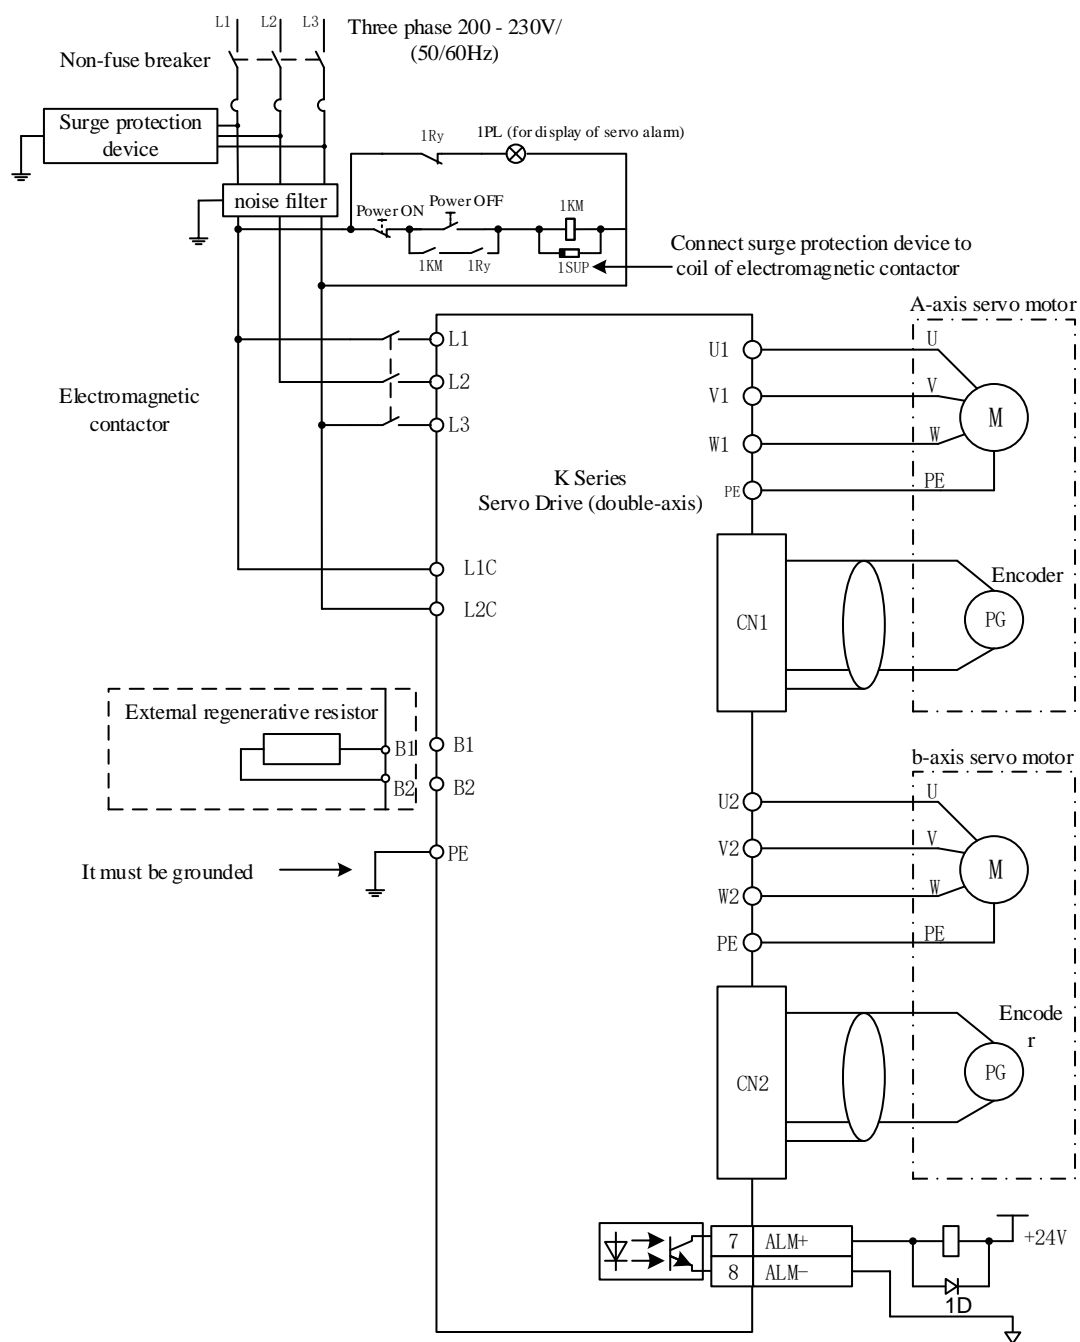 L1 L2 L3
Three phase 200 - 230V/
(50/60Hz)
Non-fuse breaker
Surge protection
device
1Ry
1PL (for display of servo alarm)
noise filter
Power ON
Power OFF
1KM
1KM
1Ry
1SUP
Connect surge protection device to
coil of electromagnetic contactor
A-axis servo motor
L1
L2
L3
Electromagnetic
contactor
U1
V1
W1
PE
U
V
W
PE
M
K Series
Servo Drive (double-axis)
L1C
L2C
CN1
Encoder
PG
External regenerative resistor
B1
B2
B1
B2
b-axis servo motor
U2
V2
W2
PE
U
V
W
PE
M
It must be grounded
PE
CN2
Encode
r
PG
7 ALM+
8 ALM-
+24V
1D